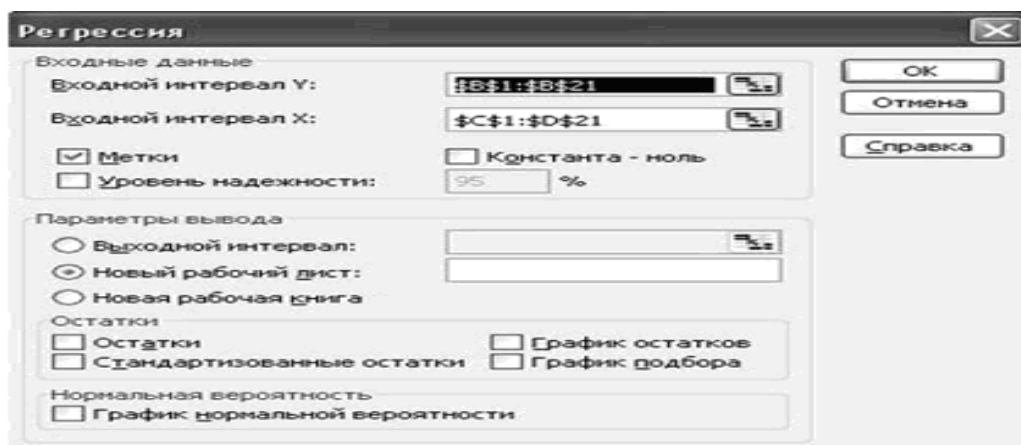 Регрессия
Входные данные
Входной интервал Y: $B$1:$B$21
Входной интервал X: $C$1:$D$21
Метки Константа - ноль
Уровень надежности: 95 %
ОК
Отмена
Справка
Параметры вывода
Выходной интервал:
Новый рабочий лист:
Новая рабочая книга
Остатки
Остатки График остатков
Стандартизованные остатки График подбора
Нормальная вероятность
График нормальной вероятности